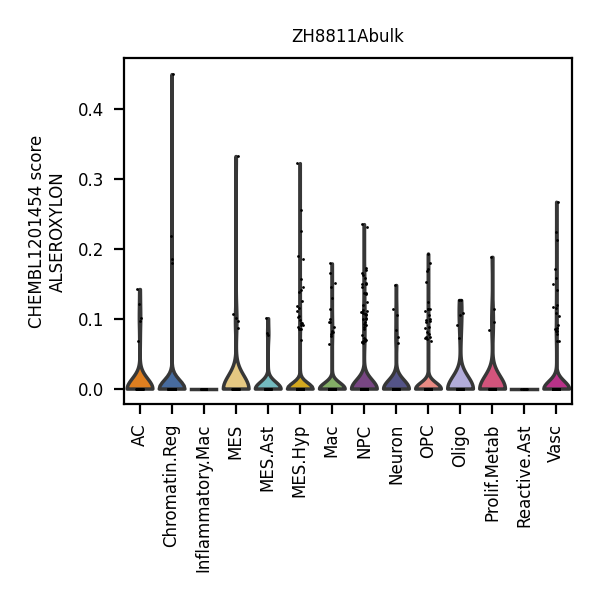 ZH8811Abulk
CHEMBL1201454 score
ALSEROXYLON
0.4
0.3
0.2
0.1
0.0
AC
Chromatin.Reg
Inflammatory.Mac
MES
MES.Ast
MES.Hyp
Mac
NPC
Neuron
OPC
Oligo
Prolif.Metab
Reactive.Ast
Vasc